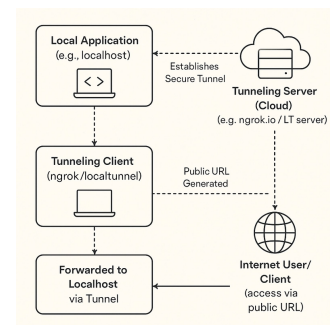 Local Application
(e.g., localhost)
< >
Establishes
Secure Tunnel
Tunneling Server
(Cloud)
(e.g. ngrok.io / LT server)
Tunneling Client
(ngrok/localtunnel)
Public URL
Generated
Forwarded to
Localhost
via Tunnel
Internet User/
Client
(access via
public URL)